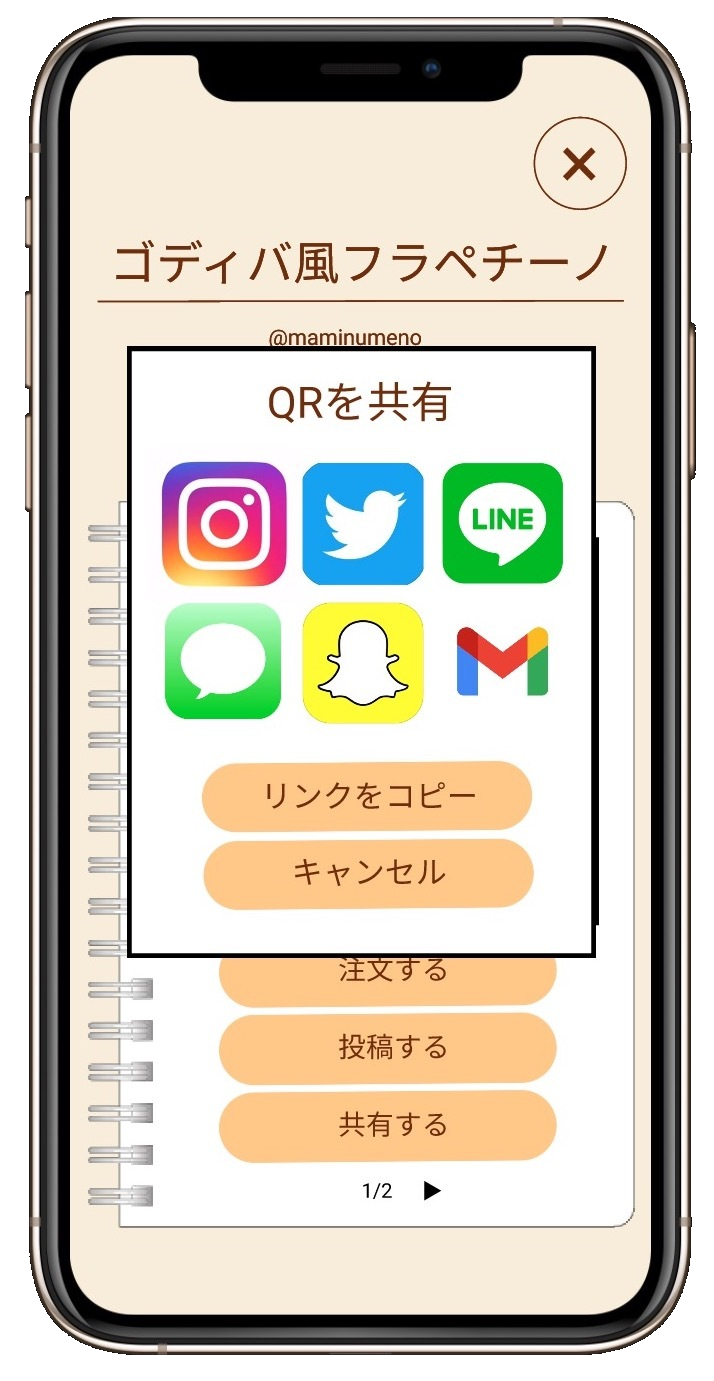 ゴディバ風フラペチーノ
@maminumeno
QRを共有
LINE
リンクをコピー
キャンセル
注文する
投稿する
共有する
1/2